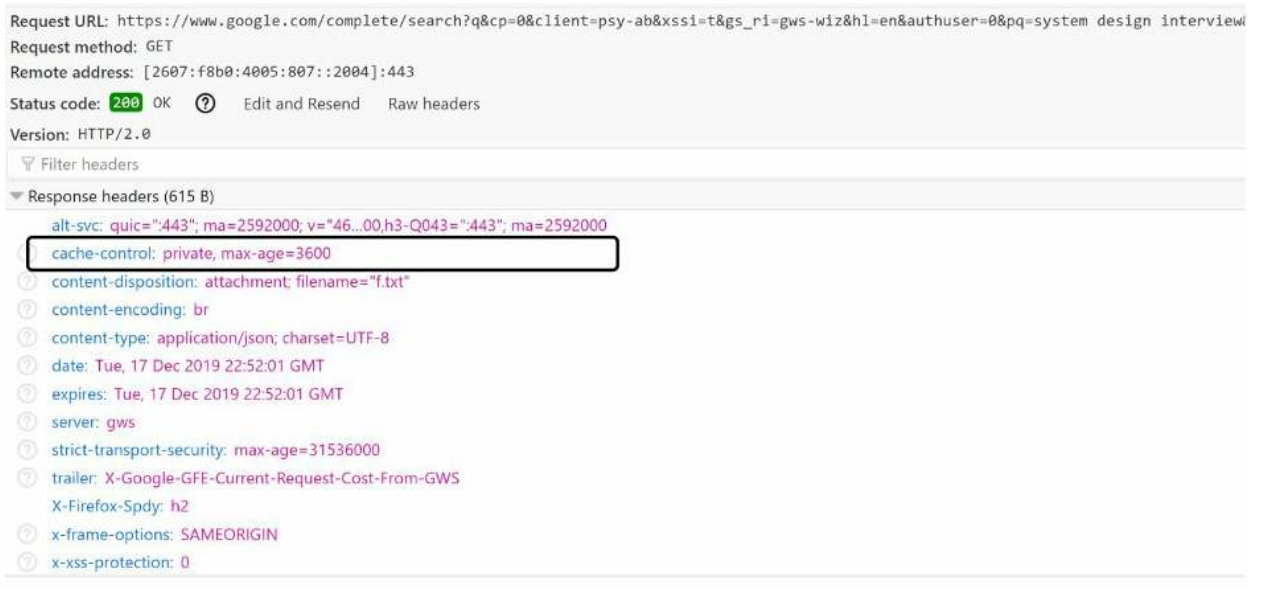 Request URL: https://www.google.com/complete/search?q&cp=0&client=psy-ab&xssi=t&gs_ri=gws-wiz&hl=en&authuser=0&pq=system design interview&
Request method: GET
Remote address: [2607:f8b0:4005:807::2004]:443
Status code: 200 OK ? Edit and Resend Raw headers
Version: HTTP/2.0
Filter headers
Response headers (615 B)
alt-svc: quic=":443"; ma=2592000; v="46...00,h3-Q043=":443"; ma=2592000
cache-control: private, max-age=3600
? content-disposition: attachment; filename="f.txt"
? content-encoding: br
? content-type: application/json; charset=UTF-8
? date: Tue, 17 Dec 2019 22:52:01 GMT
? expires: Tue, 17 Dec 2019 22:52:01 GMT
? server: gws
? strict-transport-security: max-age=31536000
? trailer: X-Google-GFE-Current-Request-Cost-From-GWS
X-Firefox-Spdy: h2
? x-frame-options: SAMEORIGIN
? x-xss-protection: 0